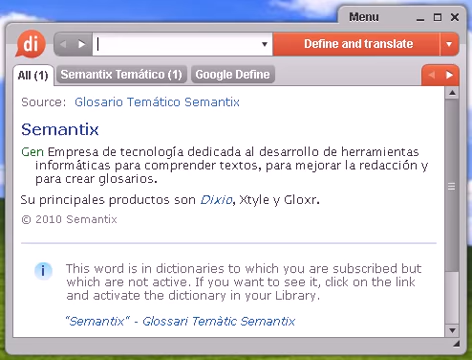 Menu
di
Define and translate
All (1) Semantix Temático (1) Google Define
Source: Glosario Temático Semantix
Semantix
Gen Empresa de tecnología dedicada al desarrollo de herramientas
informáticas para comprender textos, para mejorar la redacción y
para crear glosarios.
Su principales productos son Dixio, Xtyle y Gloxr.
© 2010 Semantix
i
This word is in dictionaries to which you are subscribed but
which are not active. If you want to see it, click on the link
and activate the dictionary in your Library.
"Semantix" - Glossari Temàtic Semantix